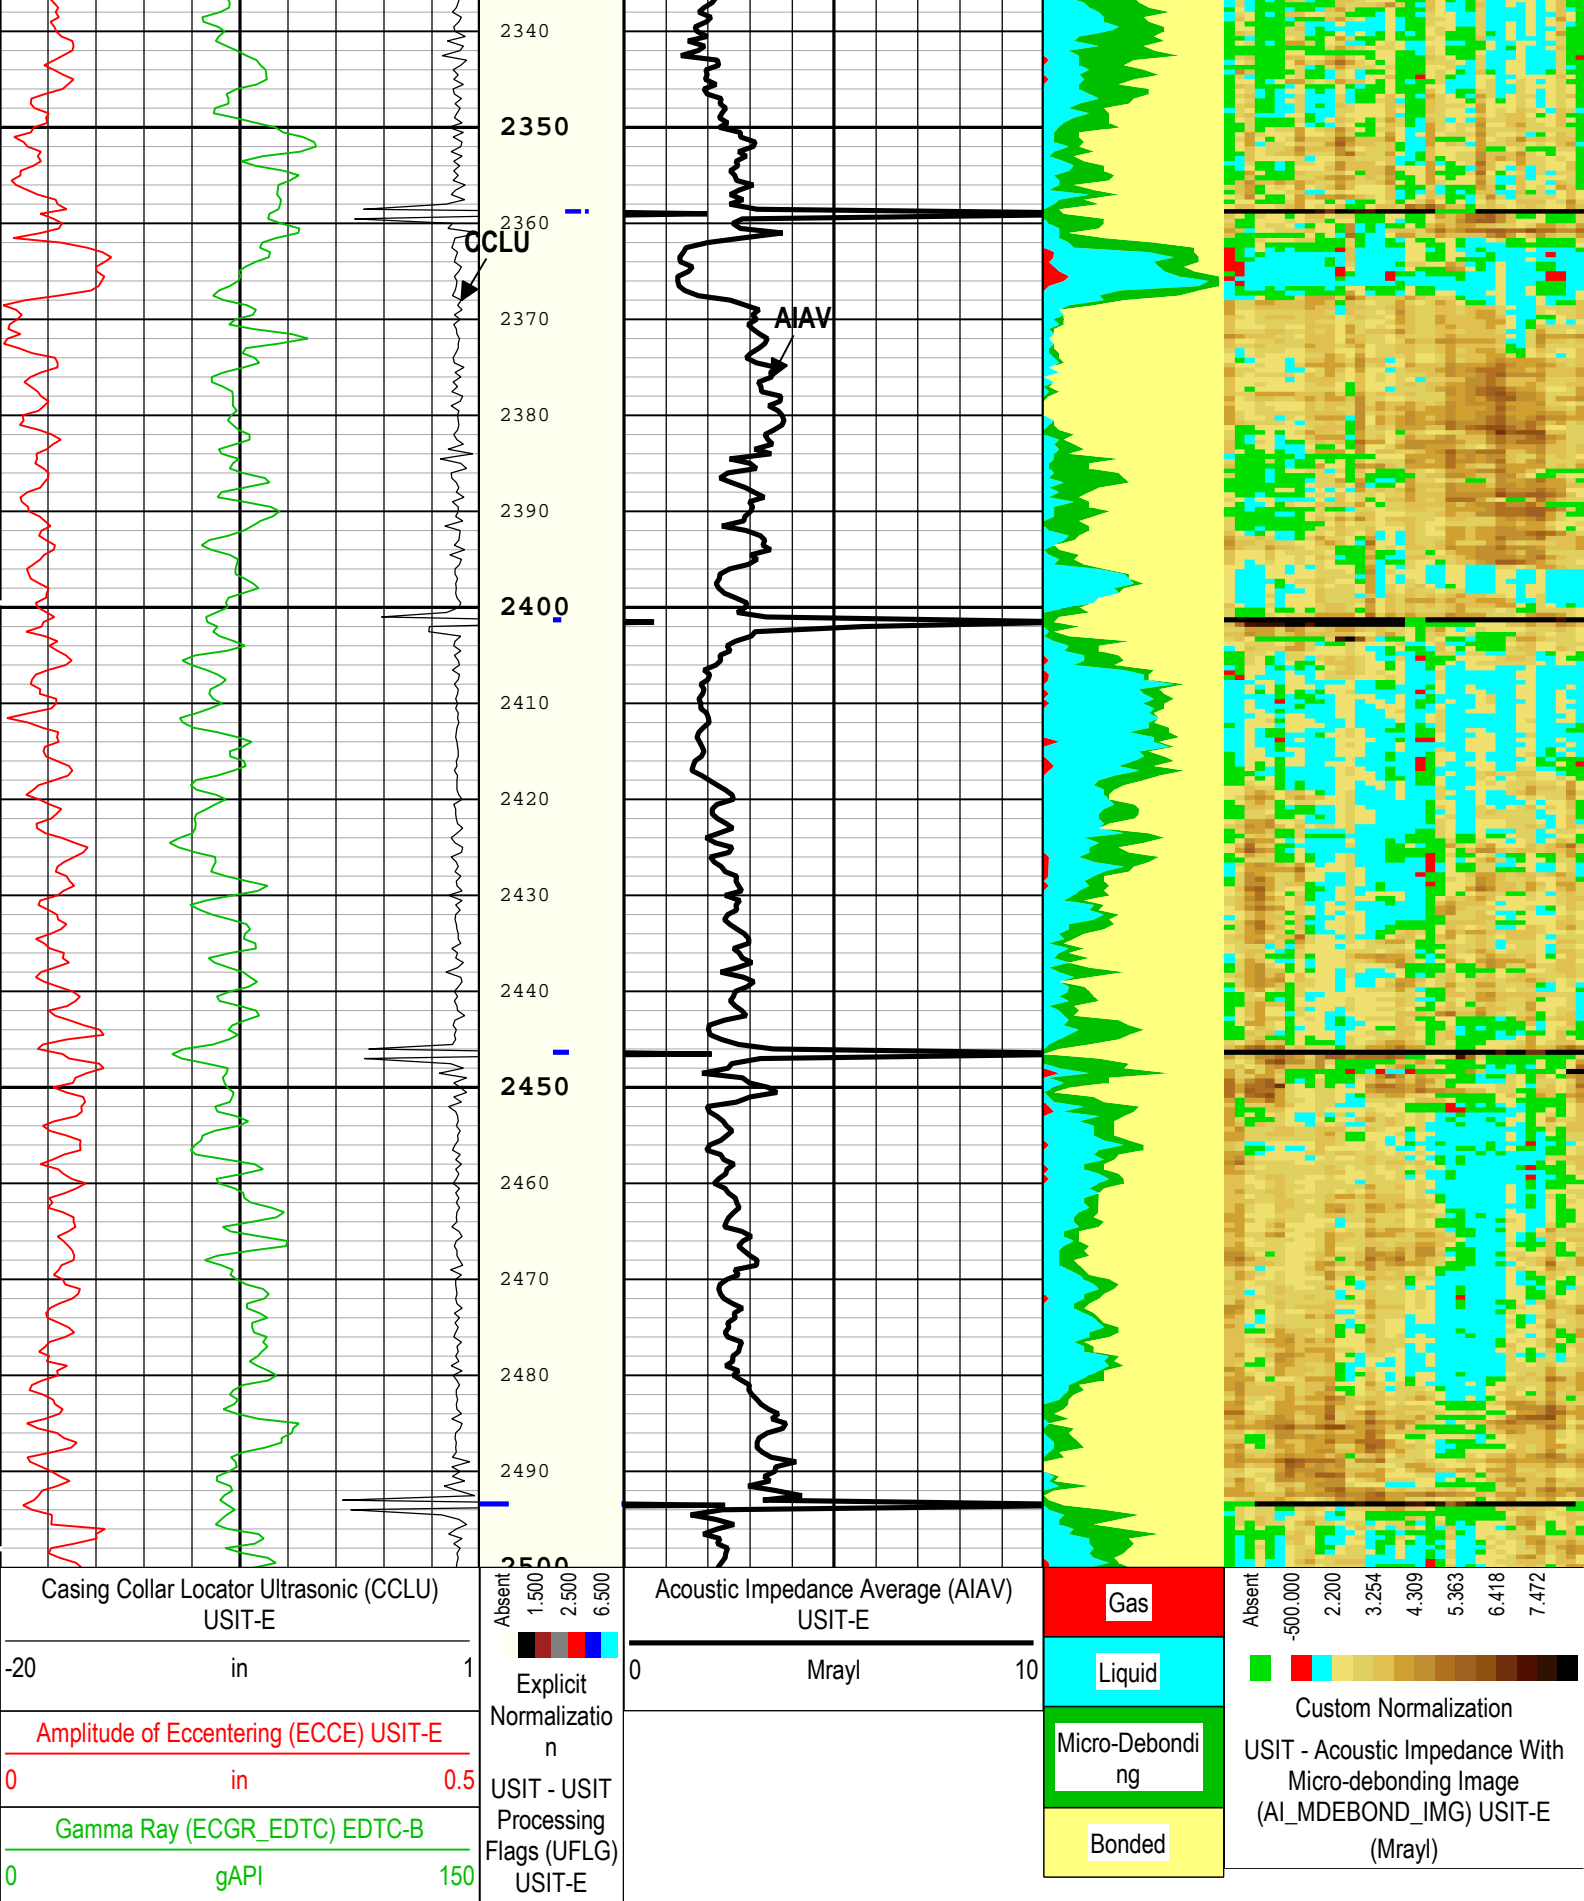 2340
2350
2360
CCLU
2370
AIAV
2380
2390
2400
2410
2420
2430
2440
2450
2460
2470
2480
2490
2500
Casing Collar Locator Ultrasonic (CCLU)
USIT-E
-20 in 1
Amplitude of Eccentering (ECCE) USIT-E
0 in 0.5
Gamma Ray (ECGR_EDTC) EDTC-B
0 gAPI 150
Absent
1.500
2.500
6.500
Explicit
Normalizatio
n
USIT - USIT
Processing
Flags (UFLG)
USIT-E
Acoustic Impedance Average (AIAV)
USIT-E
0 Mrayl 10
Gas
Liquid
Micro-Debondi
ng
Bonded
Absent
-500.000
2.200
3.254
4.309
5.363
6.418
7.472
Custom Normalization
USIT - Acoustic Impedance With
Micro-debonding Image
(AI_MDEBOND_IMG) USIT-E
(Mrayl)